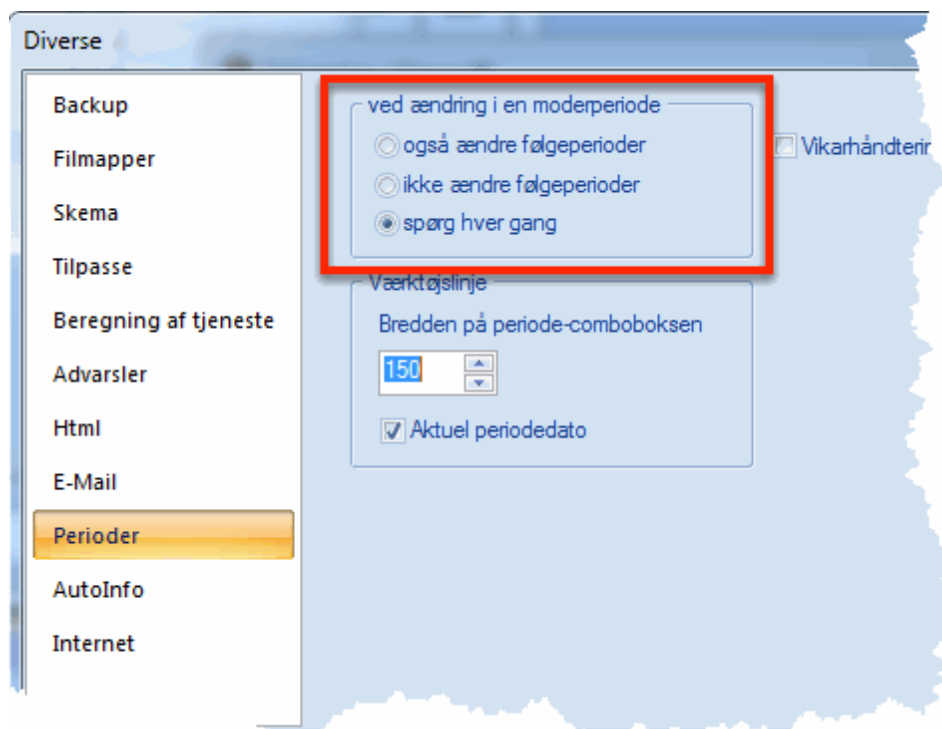 Diverse
Backup
Filmapper
Skema
Tilpasse
Beregning af tjeneste
Advarsler
Html
E-Mail
Perioder
AutoInfo
Internet
ved ændring i en moderperiode
også ændre følgeperioder
ikke ændre følgeperioder
spørg hver gang
Værktøjslinje
Bredden på periode-comboboksen
150
Aktuel periodedato